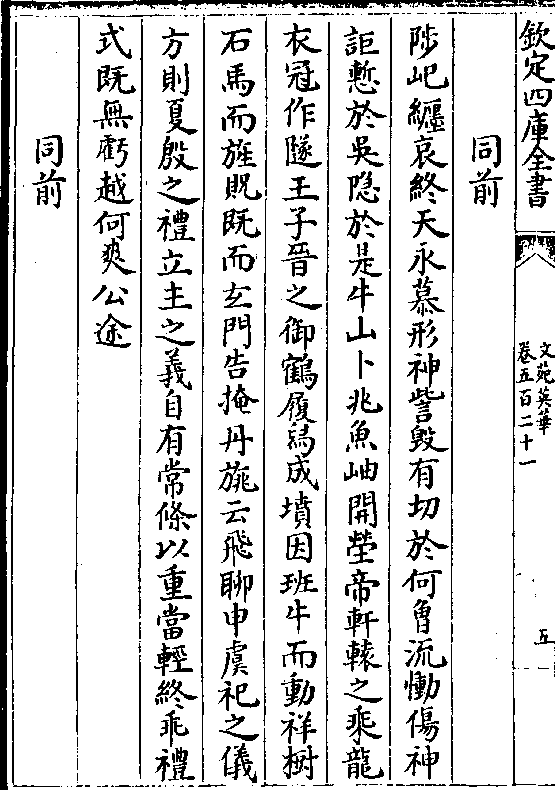 欽定四庫全書
文苑英華
卷五百二十一
五
同前
陟屺纒哀終天永慕形神訾毁有切於何曾流慟傷神
詎慙於吳隐於是牛山卜兆魚岫開塋帝軒轅之乘龍
衣冠作隧王子晉之御鶴履舄成墳因班牛而動祥樹
石馬而旌貺既而玄門告掩丹旐云飛聊申虞祀之儀
方則夏殷之禮立主之義自有常條以重當輕終乖禮
式既無虧越何爽公途
同前